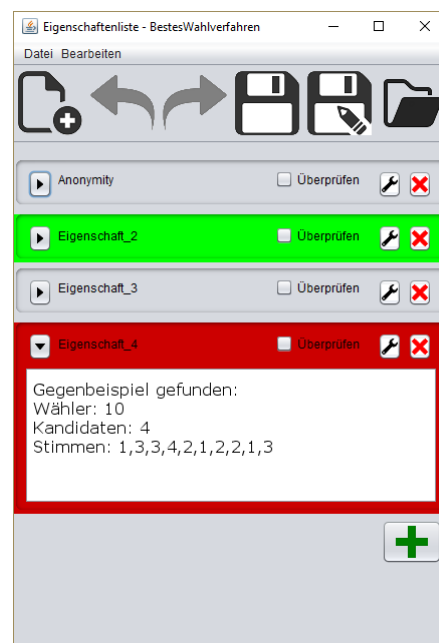 Eigenschaftenliste - BestesWahlverfahren
Datei Bearbeiten
Anonymity Überprüfen
Eigenschaft_2 Überprüfen
Eigenschaft_3 Überprüfen
Eigenschaft_4 Überprüfen
Gegenbeispiel gefunden:
Wähler: 10
Kandidaten: 4
Stimmen: 1,3,3,4,2,1,2,2,1,3